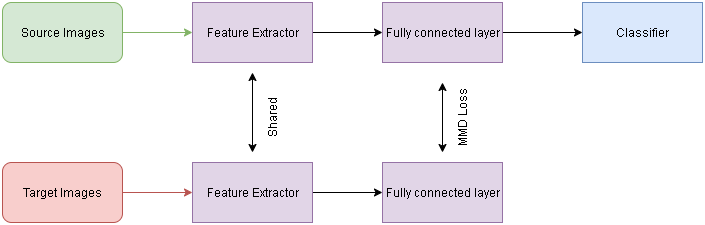 Source Images
Feature Extractor
Fully connected layer
Classifier
Shared
MMD Loss
Target Images
Feature Extractor
Fully connected layer